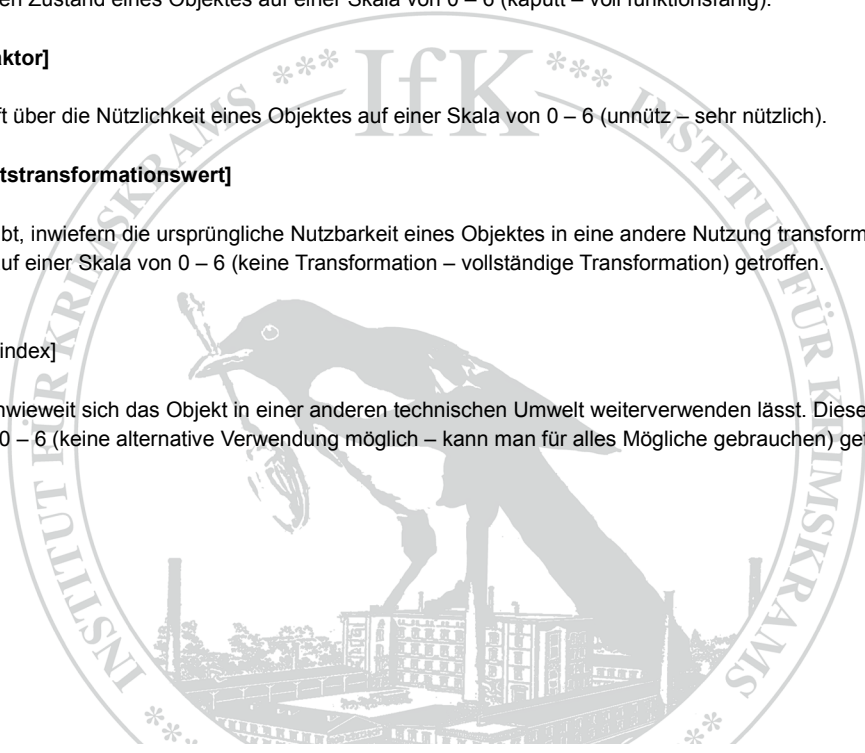 en Zustand eines Objektes auf einer Skala von 0 – 6 (kaputt – voll funktionsfähig).
aktor]
ft über die Nützlichkeit eines Objektes auf einer Skala von 0 – 6 (unnütz – sehr nützlich).
tstransformationswert]
bt, inwiefern die ursprüngliche Nutzbarkeit eines Objektes in eine andere Nutzung transform
uf einer Skala von 0 – 6 (keine Transformation – vollständige Transformation) getroffen.
index]
nwieweit sich das Objekt in einer anderen technischen Umwelt weiterverwenden lässt. Diese
0 – 6 (keine alternative Verwendung möglich – kann man für alles Mögliche gebrauchen) get
*** IfK ***
INSTITUT FÜR KRIMSKRAMS
INSTITUT FÜR KRIMSKRAMS
*** ***